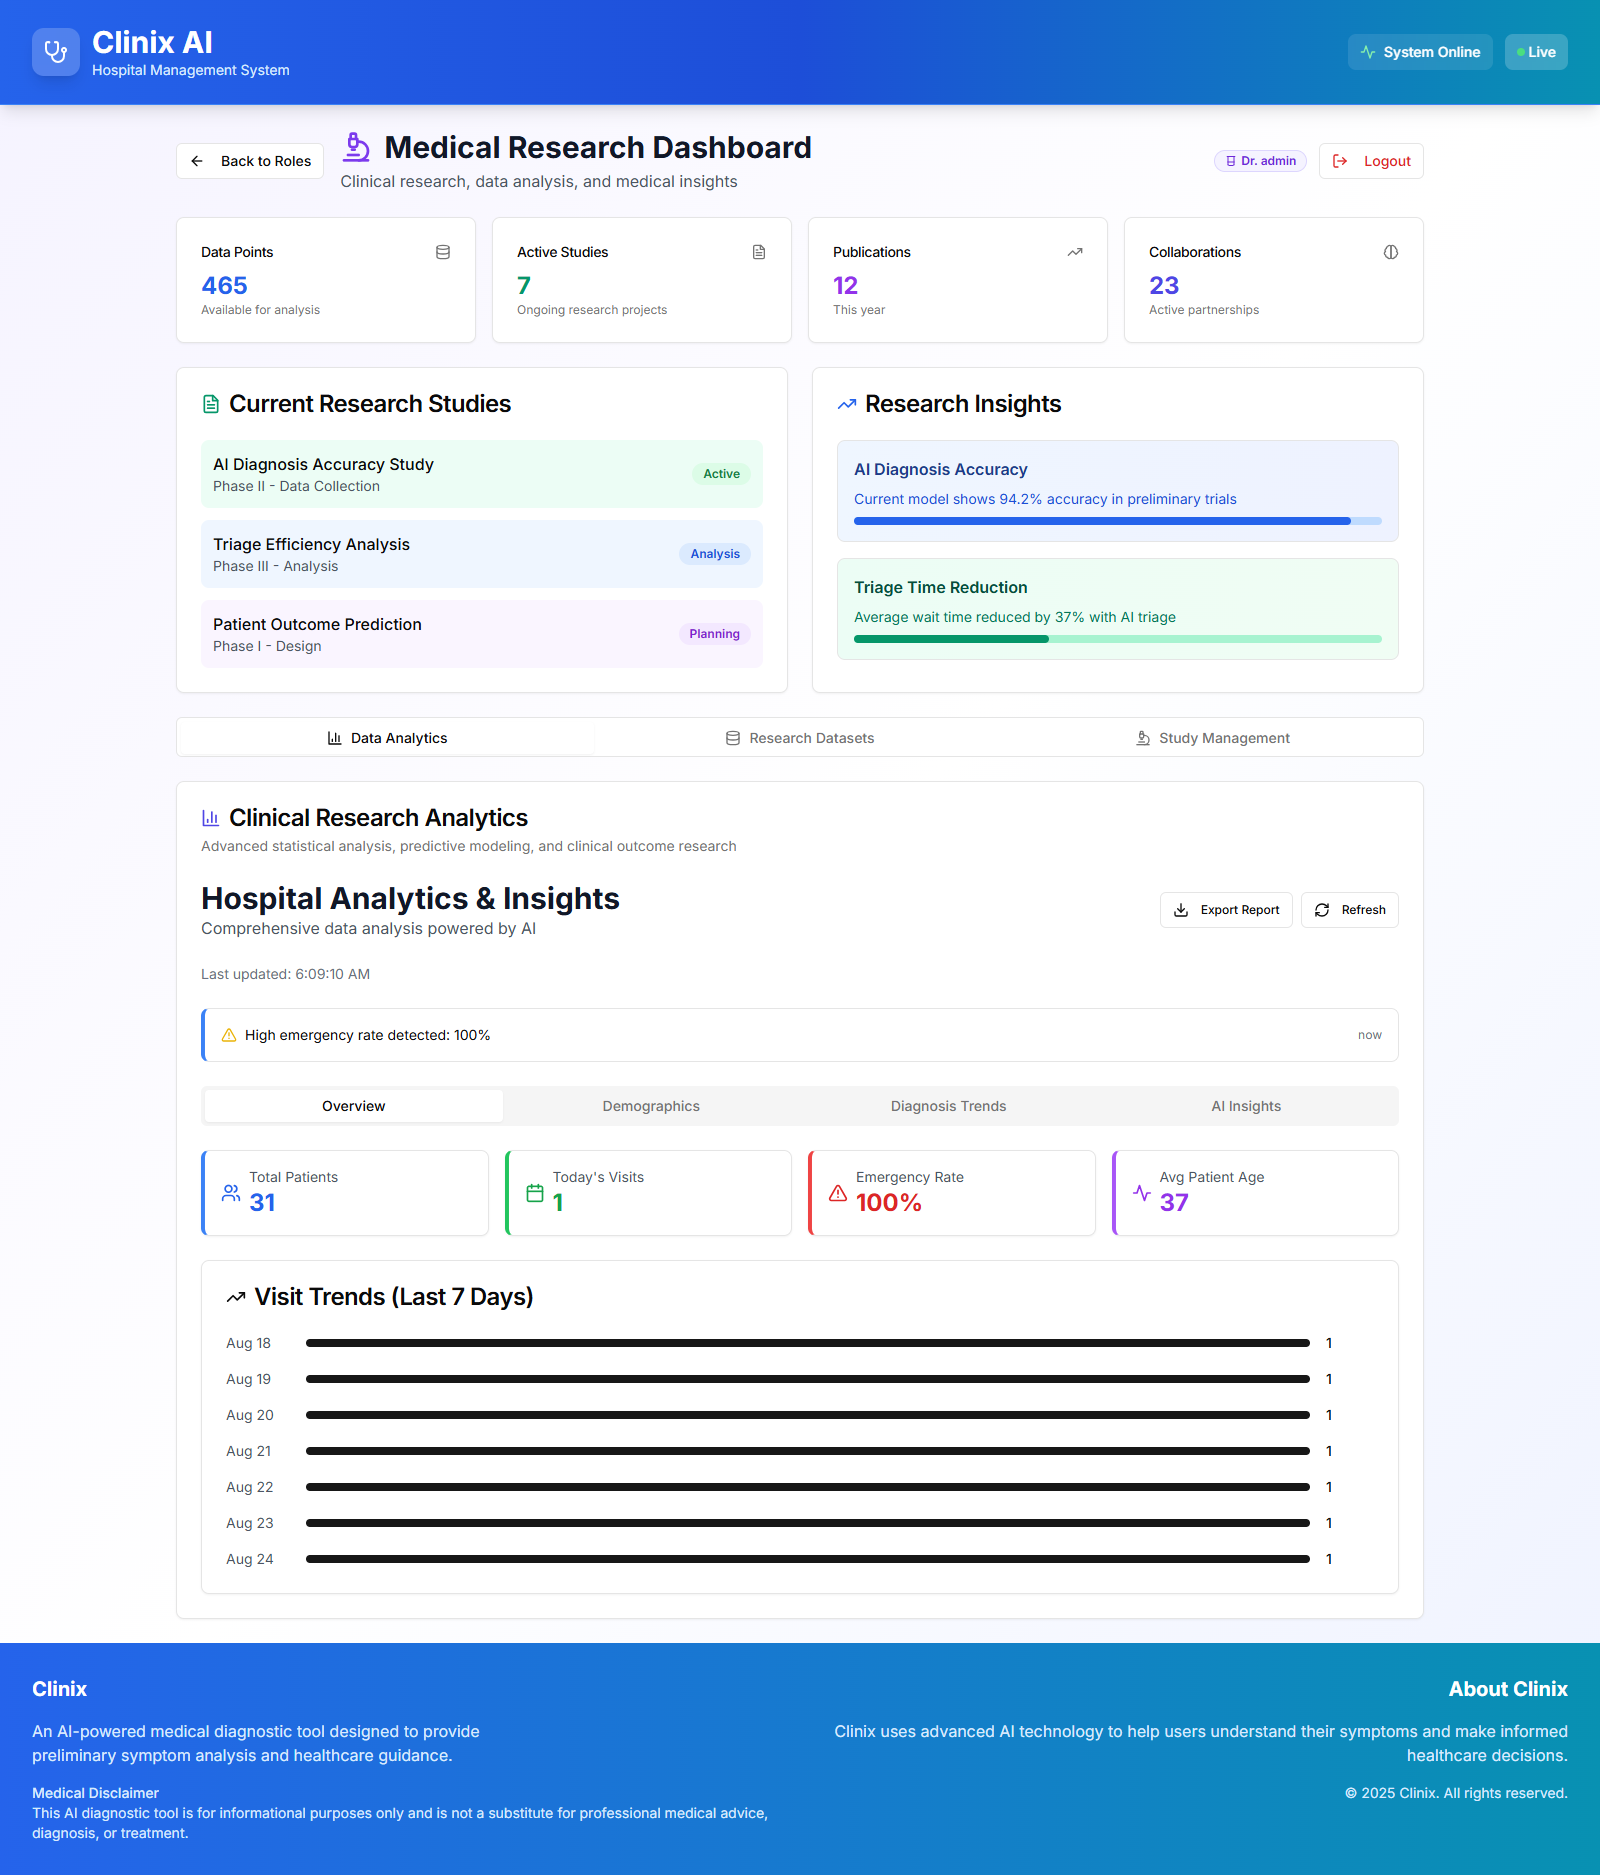 Clinix AI
Hospital Management System
System Online
Live
Back to Roles
Medical Research Dashboard
Clinical research, data analysis, and medical insights
Dr. admin
Logout
Data Points
465
Available for analysis
Active Studies
7
Ongoing research projects
Publications
12
This year
Collaborations
23
Active partnerships
Current Research Studies
AI Diagnosis Accuracy Study
Phase II - Data Collection
Active
Triage Efficiency Analysis
Phase III - Analysis
Analysis
Patient Outcome Prediction
Phase I - Design
Planning
Research Insights
AI Diagnosis Accuracy
Current model shows 94.2% accuracy in preliminary trials
Triage Time Reduction
Average wait time reduced by 37% with AI triage
Data Analytics
Research Datasets
Study Management
Clinical Research Analytics
Advanced statistical analysis, predictive modeling, and clinical outcome research
Hospital Analytics & Insights
Comprehensive data analysis powered by AI
Export Report
Refresh
Last updated: 6:09:10 AM
High emergency rate detected: 100%
now
Overview
Demographics
Diagnosis Trends
AI Insights
Total Patients
31
Today's Visits
1
Emergency Rate
100%
Avg Patient Age
37
Visit Trends (Last 7 Days)
Aug 18 1
Aug 19 1
Aug 20 1
Aug 21 1
Aug 22 1
Aug 23 1
Aug 24 1
Clinix
An AI-powered medical diagnostic tool designed to provide
preliminary symptom analysis and healthcare guidance.
Medical Disclaimer
This AI diagnostic tool is for informational purposes only and is not a substitute for professional medical advice,
diagnosis, or treatment.
About Clinix
Clinix uses advanced AI technology to help users understand their symptoms and make informed
healthcare decisions.
© 2025 Clinix. All rights reserved.